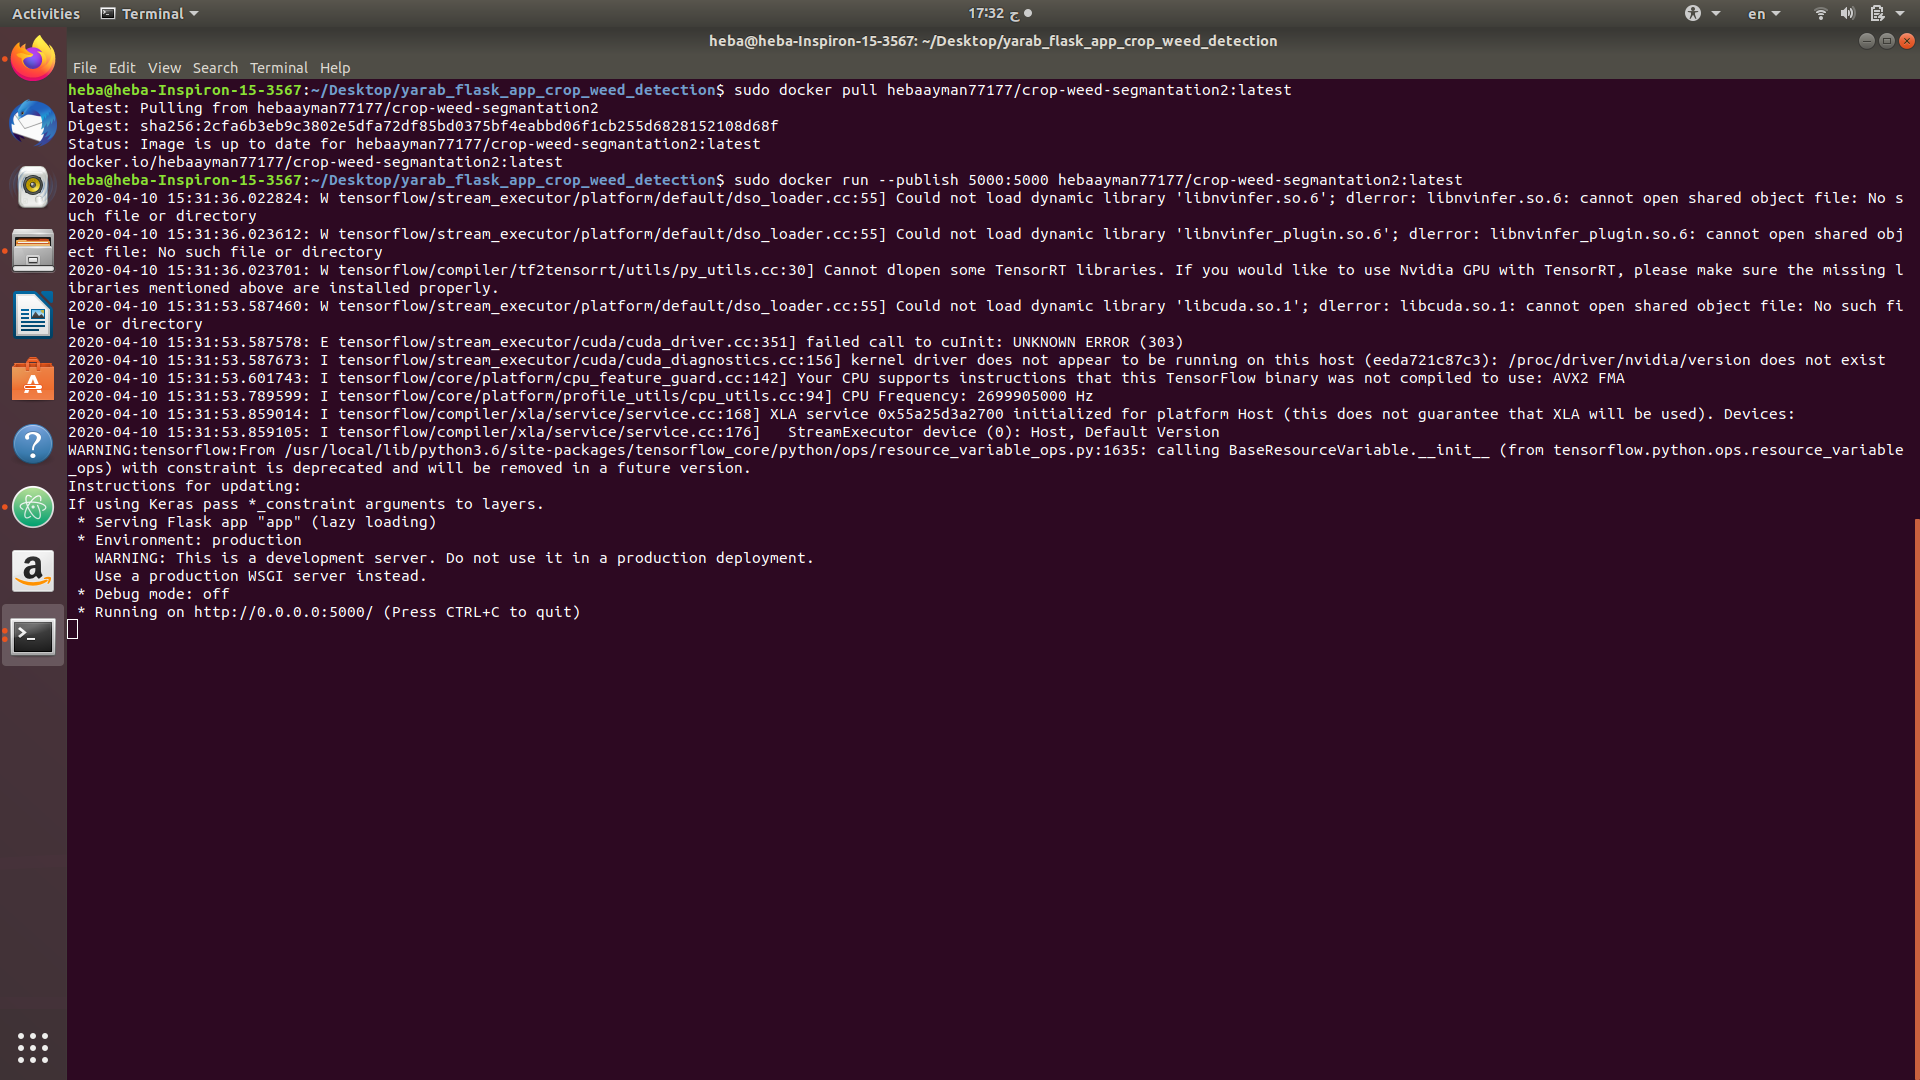 Activities Terminal 17:32 ج en
heba@heba-Inspiron-15-3567: ~/Desktop/yarab_flask_app_crop_weed_detection
File Edit View Search Terminal Help
heba@heba-Inspiron-15-3567:~/Desktop/yarab_flask_app_crop_weed_detection$ sudo docker pull hebaayman77177/crop-weed-segmantation2:latest
latest: Pulling from hebaayman77177/crop-weed-segmantation2
Digest: sha256:2cfa6b3eb9c3802e5dfa72df85bd0375bf4eabbd06f1cb255d6828152108d68f
Status: Image is up to date for hebaayman77177/crop-weed-segmantation2:latest
docker.io/hebaayman77177/crop-weed-segmantation2:latest
heba@heba-Inspiron-15-3567:~/Desktop/yarab_flask_app_crop_weed_detection$ sudo docker run --publish 5000:5000 hebaayman77177/crop-weed-segmantation2:latest
2020-04-10 15:31:36.022824: W tensorflow/stream_executor/platform/default/dso_loader.cc:55] Could not load dynamic library 'libnvinfer.so.6'; dlerror: libnvinfer.so.6: cannot open shared object file: No s
uch file or directory
2020-04-10 15:31:36.023612: W tensorflow/stream_executor/platform/default/dso_loader.cc:55] Could not load dynamic library 'libnvinfer_plugin.so.6'; dlerror: libnvinfer_plugin.so.6: cannot open shared obj
ect file: No such file or directory
2020-04-10 15:31:36.023701: W tensorflow/compiler/tf2tensorrt/utils/py_utils.cc:30] Cannot dlopen some TensorRT libraries. If you would like to use Nvidia GPU with TensorRT, please make sure the missing l
ibraries mentioned above are installed properly.
2020-04-10 15:31:53.587460: W tensorflow/stream_executor/platform/default/dso_loader.cc:55] Could not load dynamic library 'libcuda.so.1'; dlerror: libcuda.so.1: cannot open shared object file: No such fi
le or directory
2020-04-10 15:31:53.587578: E tensorflow/stream_executor/cuda/cuda_driver.cc:351] failed call to cuInit: UNKNOWN ERROR (303)
2020-04-10 15:31:53.587673: I tensorflow/stream_executor/cuda/cuda_diagnostics.cc:156] kernel driver does not appear to be running on this host (eeda721c87c3): /proc/driver/nvidia/version does not exist
2020-04-10 15:31:53.601743: I tensorflow/core/platform/cpu_feature_guard.cc:142] Your CPU supports instructions that this TensorFlow binary was not compiled to use: AVX2 FMA
2020-04-10 15:31:53.789599: I tensorflow/core/platform/profile_utils/cpu_utils.cc:94] CPU Frequency: 2699905000 Hz
2020-04-10 15:31:53.859014: I tensorflow/compiler/xla/service/service.cc:168] XLA service 0x55a25d3a2700 initialized for platform Host (this does not guarantee that XLA will be used). Devices:
2020-04-10 15:31:53.859105: I tensorflow/compiler/xla/service/service.cc:176]   StreamExecutor device (0): Host, Default Version
WARNING:tensorflow:From /usr/local/lib/python3.6/site-packages/tensorflow_core/python/ops/resource_variable_ops.py:1635: calling BaseResourceVariable.__init__ (from tensorflow.python.ops.resource_variable
_ops) with constraint is deprecated and will be removed in a future version.
Instructions for updating:
If using Keras pass *_constraint arguments to layers.
 * Serving Flask app "app" (lazy loading)
 * Environment: production
   WARNING: This is a development server. Do not use it in a production deployment.
   Use a production WSGI server instead.
 * Debug mode: off
 * Running on http://0.0.0.0:5000/ (Press CTRL+C to quit)